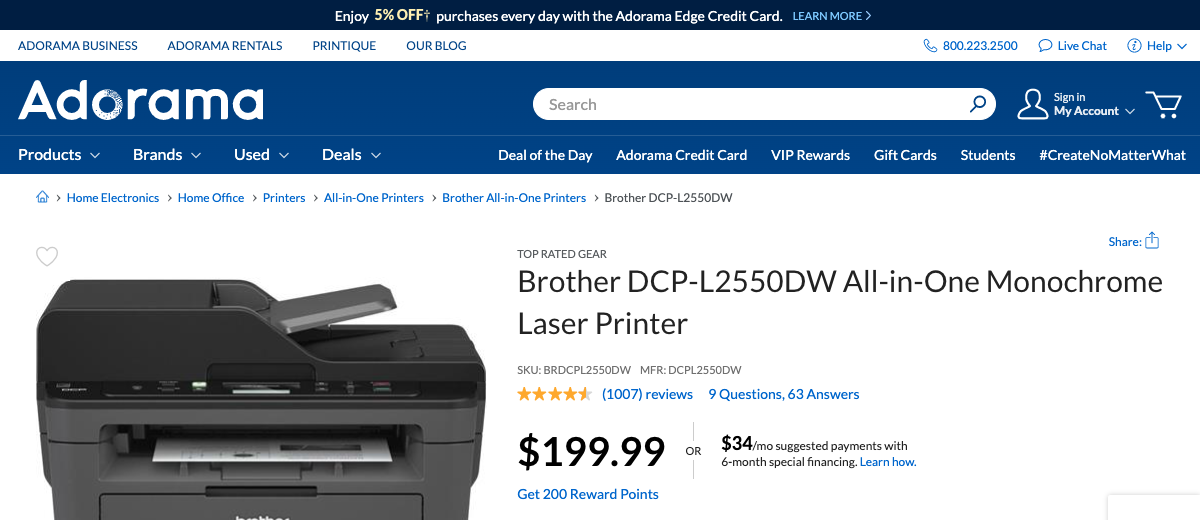 Enjoy 5% OFF† purchases every day with the Adorama Edge Credit Card. LEARN MORE
ADORAMA BUSINESS ADORAMA RENTALS PRINTIQUE OUR BLOG 800.223.2500 Live Chat Help
Adorama Search Sign in
My Account
Products Brands Used Deals Deal of the Day Adorama Credit Card VIP Rewards Gift Cards Students #CreateNoMatterWhat
Home Electronics > Home Office > Printers > All-in-One Printers > Brother All-in-One Printers > Brother DCP-L2550DW
Share:
TOP RATED GEAR
Brother DCP-L2550DW All-in-One Monochrome
Laser Printer
SKU: BRDCPL2550DW MFR: DCPL2550DW
(1007) reviews 9 Questions, 63 Answers
$199.99 OR $34/mo suggested payments with
6-month special financing. Learn how.
Get 200 Reward Points
DCP
brother